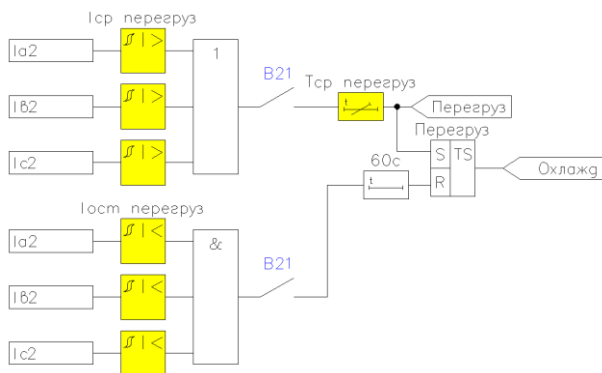 Iср перегруз
Ia2
Iв2
Ic2
1
B21
Tср перегруз
t
Перегруз
Перегруз
S TS
R
Охлажд
60с
t
Iост перегруз
Ia2
Iв2
Ic2
&
B21
I >
I >
I >
I <
I <
I <